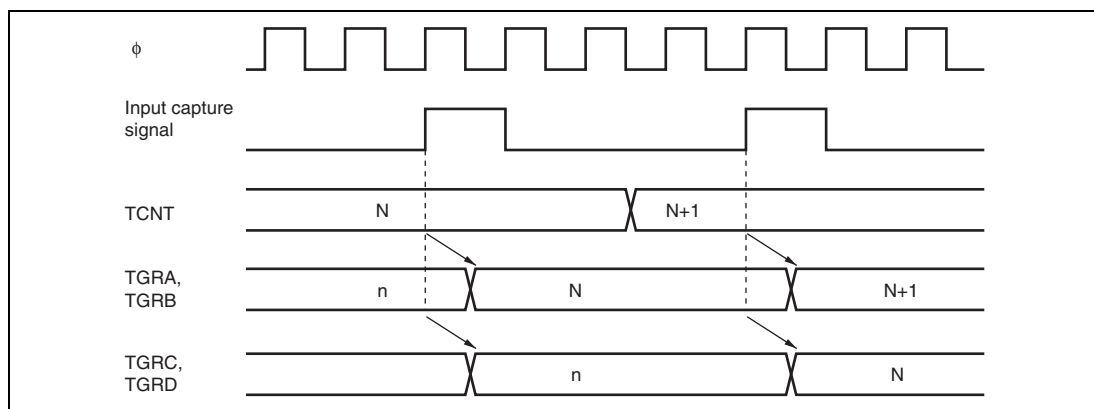 ϕ
Input capture
signal
TCNT
N
N+1
TGRA,
TGRB
n
N
N+1
TGRC,
TGRD
n
N